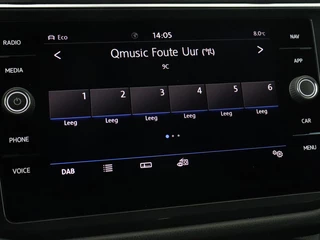 RADIO
Eco
14:05
8.0°C
NAV
Qmusic Foute Uur
MEDIA
9C
APP
1 2 3 4 5 6
Leeg Leeg Leeg Leeg Leeg Leeg
PHONE
CAR
VOICE
DAB
MENU